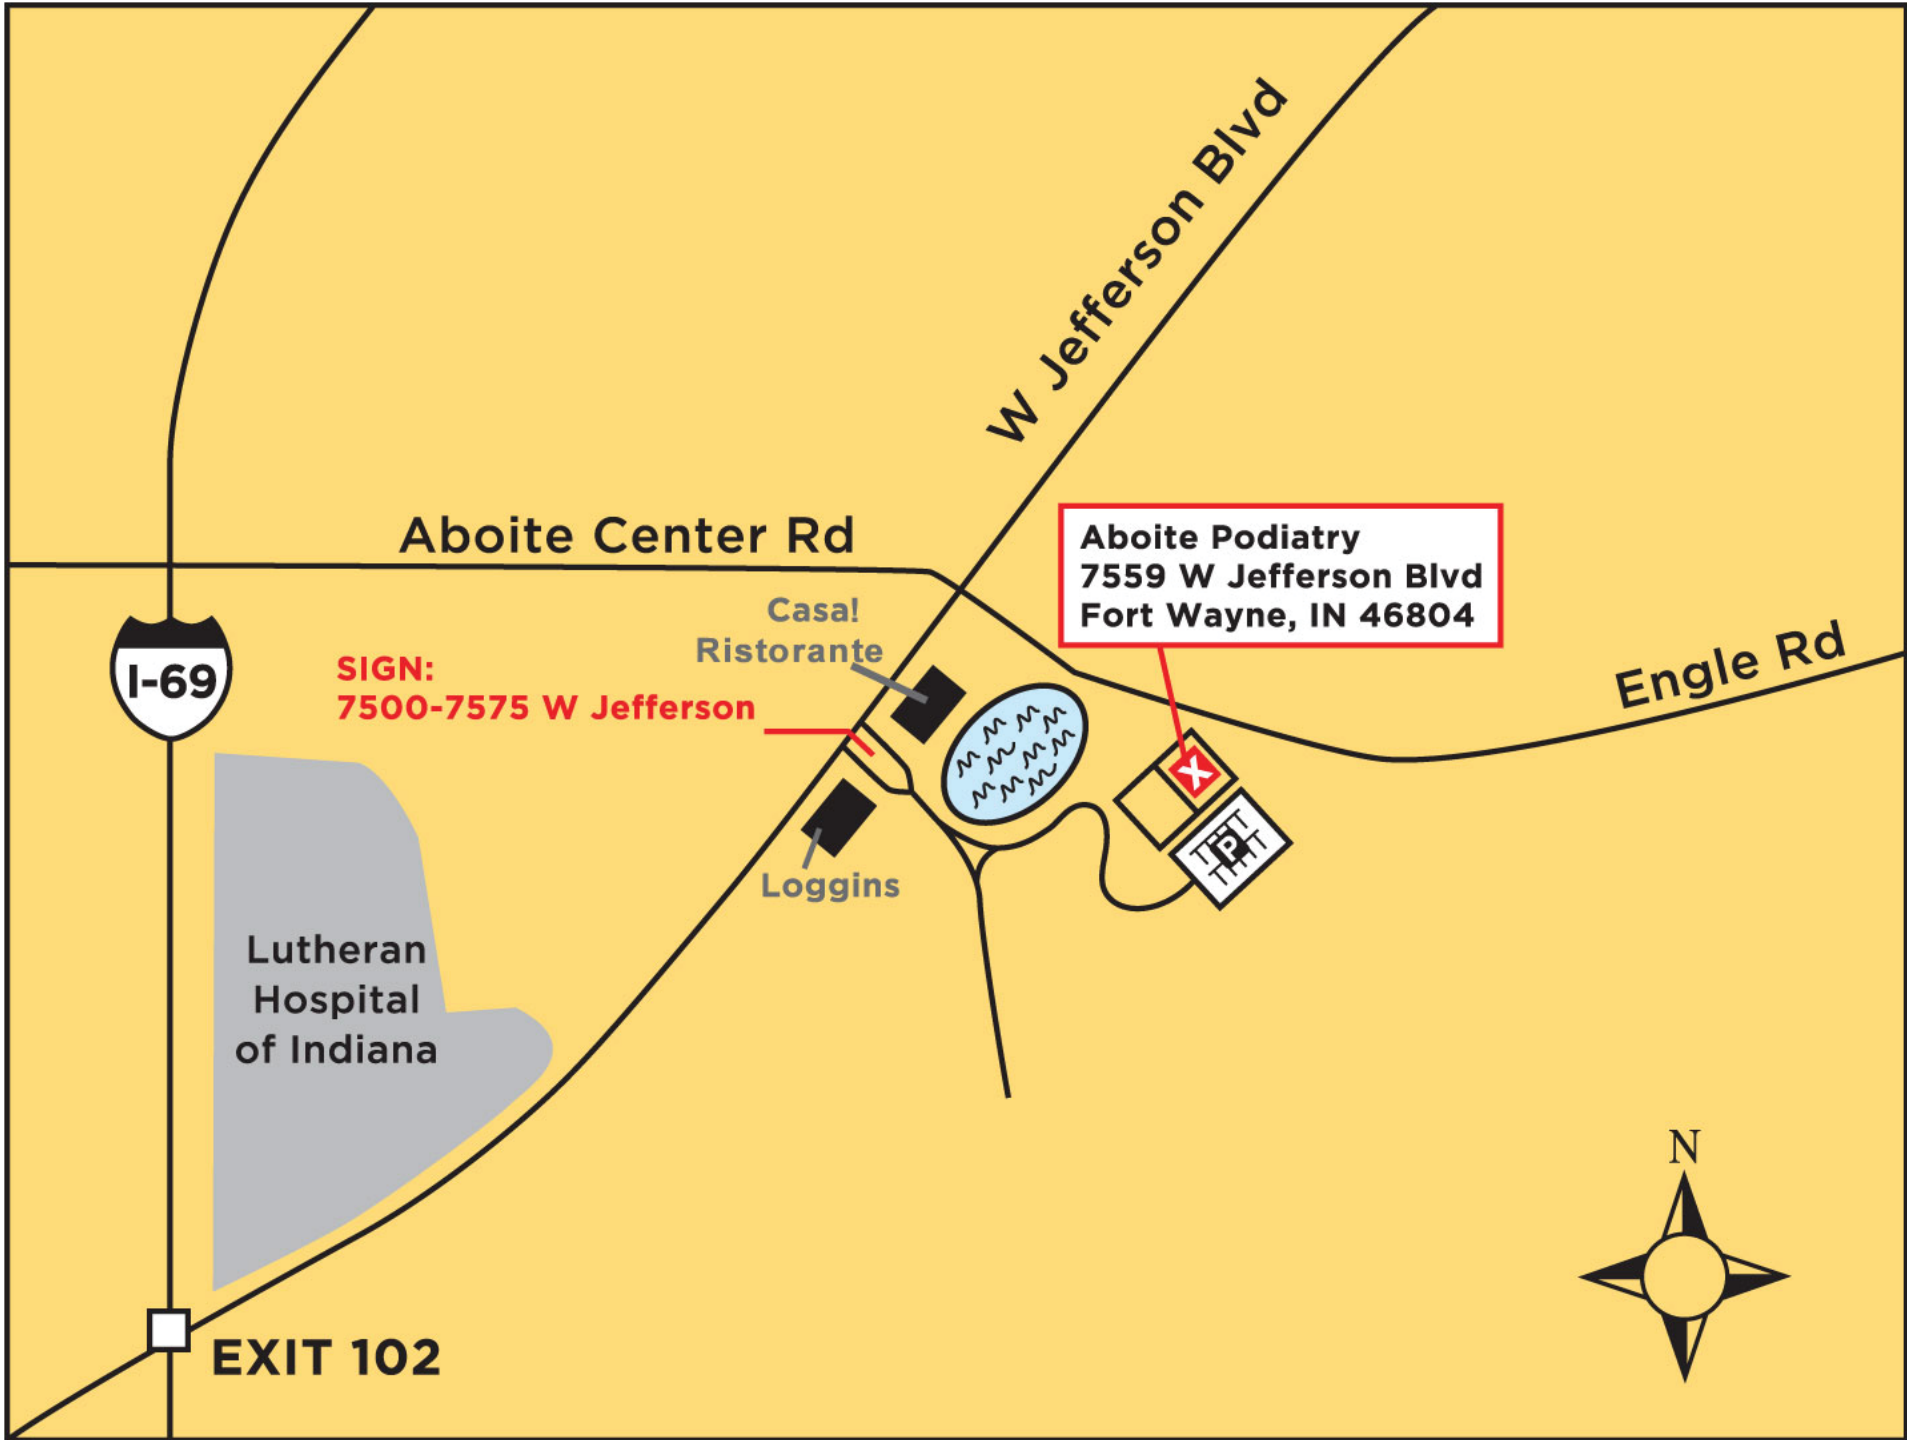 W Jefferson Blvd
Aboite Center Rd
Aboite Podiatry
7559 W Jefferson Blvd
Fort Wayne, IN 46804
Casa!
Ristorante
Engle Rd
I-69
SIGN:
7500-7575 W Jefferson
X
P
Loggins
Lutheran
Hospital
of Indiana
N
EXIT 102